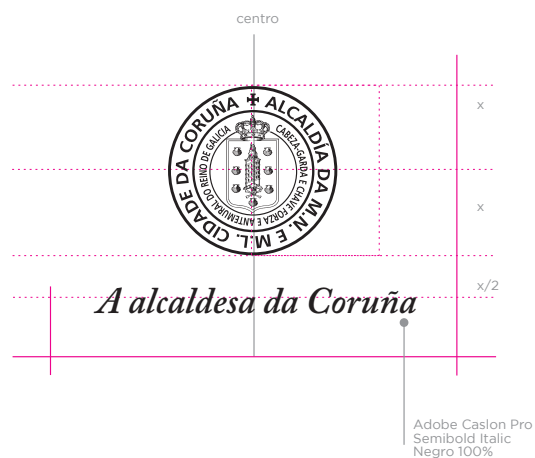 centro
ALCALDÍA DA M.N. E M.L. CIDADE DA CORUÑA
CABEZA, GARDA E CHAVE FORZA E ANTEMURAL DO REINO DE GALICIA
x
x
x/2
A alcaldesa da Coruña
Adobe Caslon Pro
Semibold Italic
Negro 100%